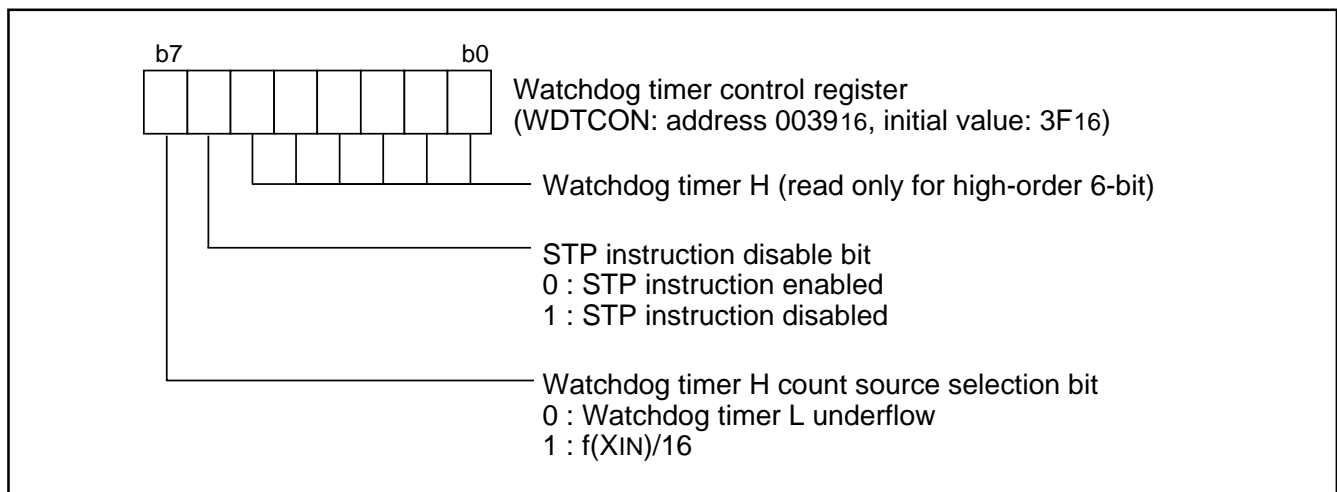 b7 b0
Watchdog timer control register
(WDTCON: address 003916, initial value: 3F16)
Watchdog timer H (read only for high-order 6-bit)
STP instruction disable bit
0 : STP instruction enabled
1 : STP instruction disabled
Watchdog timer H count source selection bit
0 : Watchdog timer L underflow
1 : f(XIN)/16